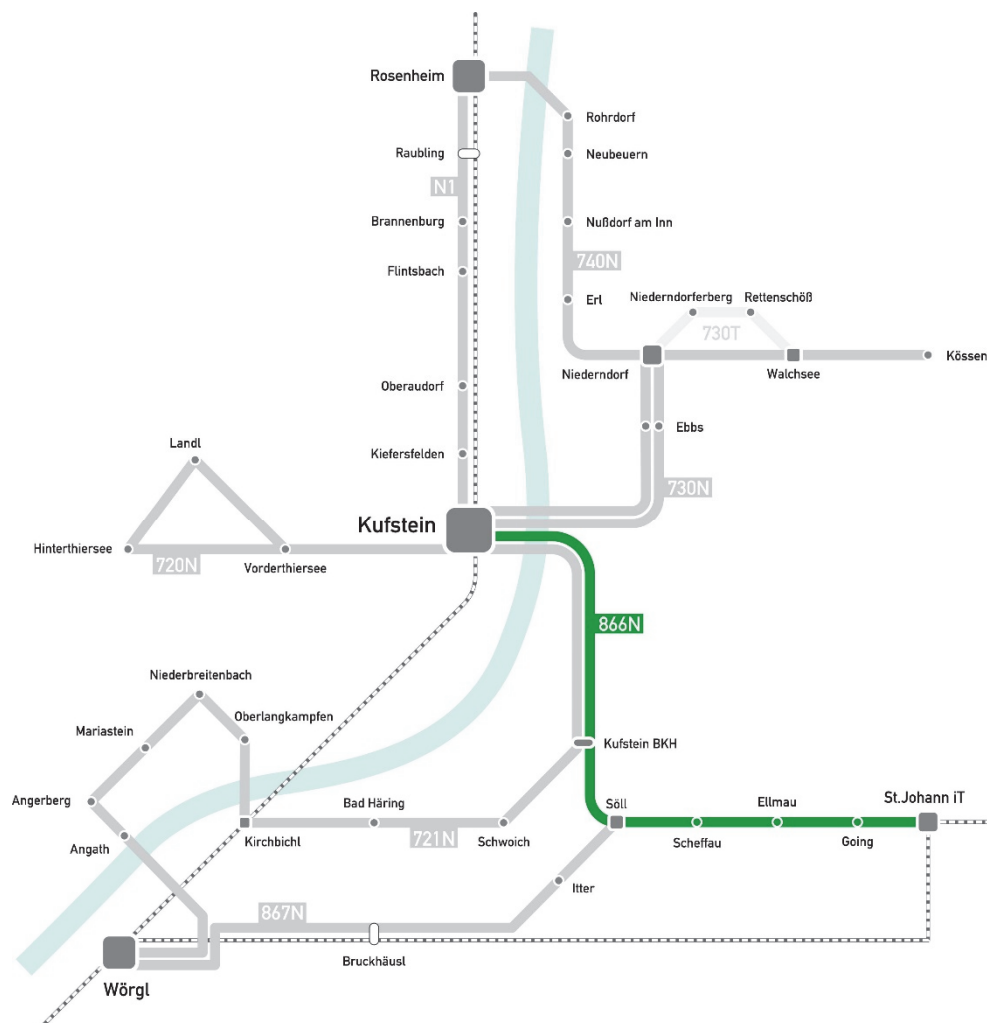 Rosenheim
Rohrdorf
Raubling
Neubeuern
N1
Brannenburg
Nußdorf am Inn
Flintsbach
740N
Erl
Niederndorferberg
Rettenschöß
730T
Niederndorf
Walchsee
Kössen
Oberaudorf
Ebbs
Landl
Kiefersfelden
730N
Kufstein
Hinterthiersee
720N
Vorderthiersee
866N
Niederbreitenbach
Oberlangkampfen
Mariastein
Kufstein BKH
Angerberg
Bad Häring
Söll
Ellmau
St.Johann iT
Angath
Kirchbichl
721N
Schwoich
Scheffau
Going
Itter
867N
Bruckhäusl
Wörgl